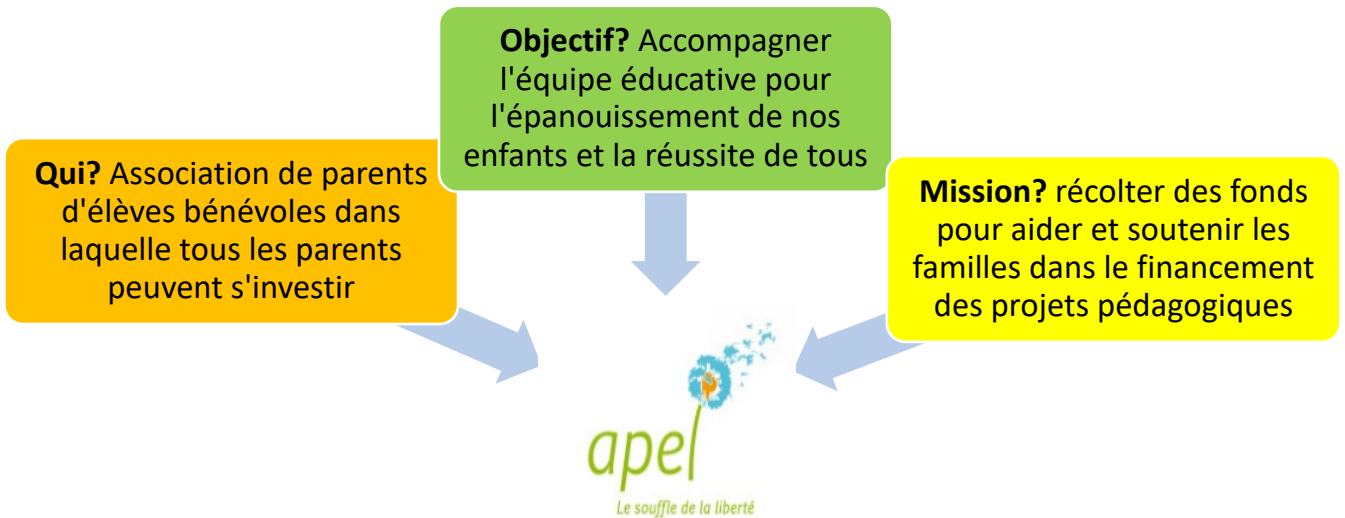 Objectif? Accompagner
l'équipe éducative pour
l'épanouissement de nos
enfants et la réussite de tous
Qui? Association de parents
d'élèves bénévoles dans
laquelle tous les parents
peuvent s'investir
Mission? récolter des fonds
pour aider et soutenir les
familles dans le financement
des projets pédagogiques
apel
Le souffle de la liberté